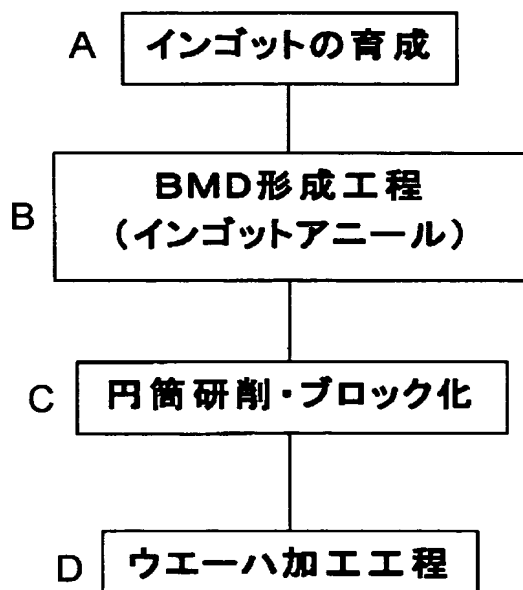 A インゴットの育成
B BMD形成工程
(インゴットアニール)
C 円筒研削・ブロック化
D ウエーハ加工工程